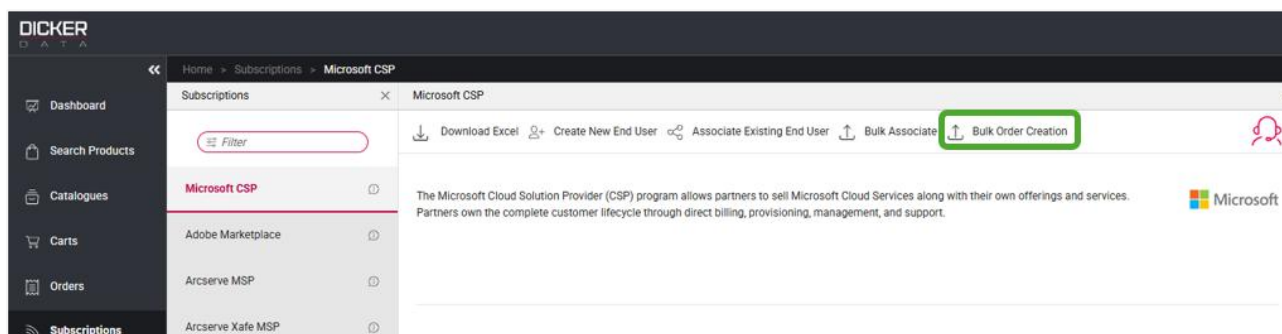 DICKER
DATA
«
Home > Subscriptions > Microsoft CSP
Dashboard
Search Products
Catalogues
Carts
Orders
Subscriptions
Subscriptions ×
Filter
Microsoft CSP
Adobe Marketplace
Arcserve MSP
Arcserve Xafe MSP
Microsoft CSP
Download Excel Create New End User Associate Existing End User Bulk Associate Bulk Order Creation
The Microsoft Cloud Solution Provider (CSP) program allows partners to sell Microsoft Cloud Services along with their own offerings and services.
Partners own the complete customer lifecycle through direct billing, provisioning, management, and support.
Microsoft